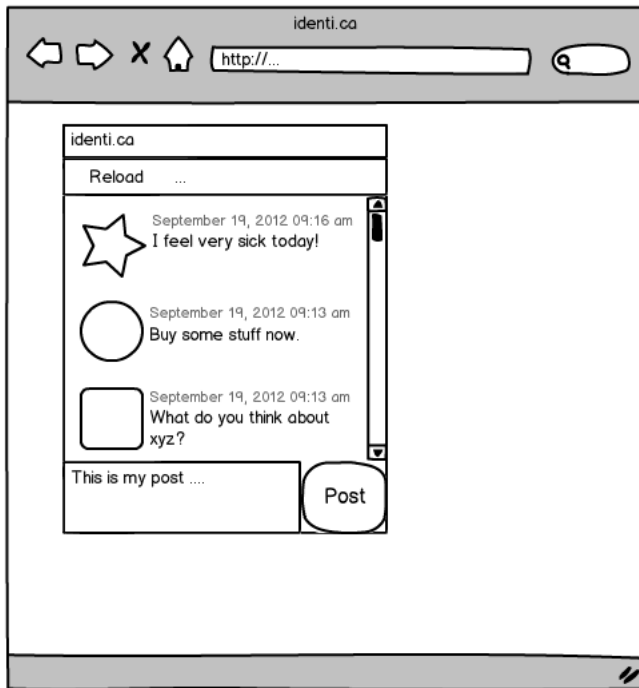 identi.ca
http://...
identi.ca
Reload ...
September 19, 2012 09:16 am
I feel very sick today!
September 19, 2012 09:13 am
Buy some stuff now.
September 19, 2012 09:13 am
What do you think about
xyz?
This is my post ....
Post